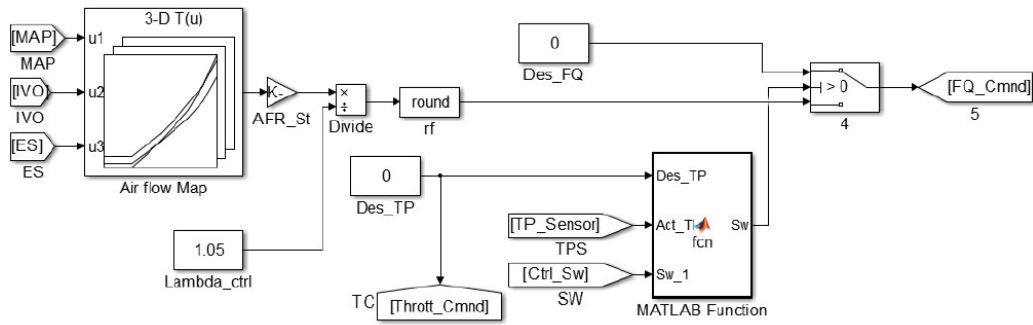 3-D T(u)
[MAP]
u1
MAP
[IVO]
u2
IVO
[ES]
u3
ES
Air flow Map
K-
AFR_St
×
÷
Divide
round
rf
0
Des_FQ
> 0
4
[FQ_Cmnd]
5
0
Des_TP
1.05
Lambda_ctrl
TC
[Thrott_Cmnd]
[TP_Sensor]
TPS
[Ctrl_Sw]
SW
Des_TP
Act_T
fcn
Sw
Sw_1
MATLAB Function